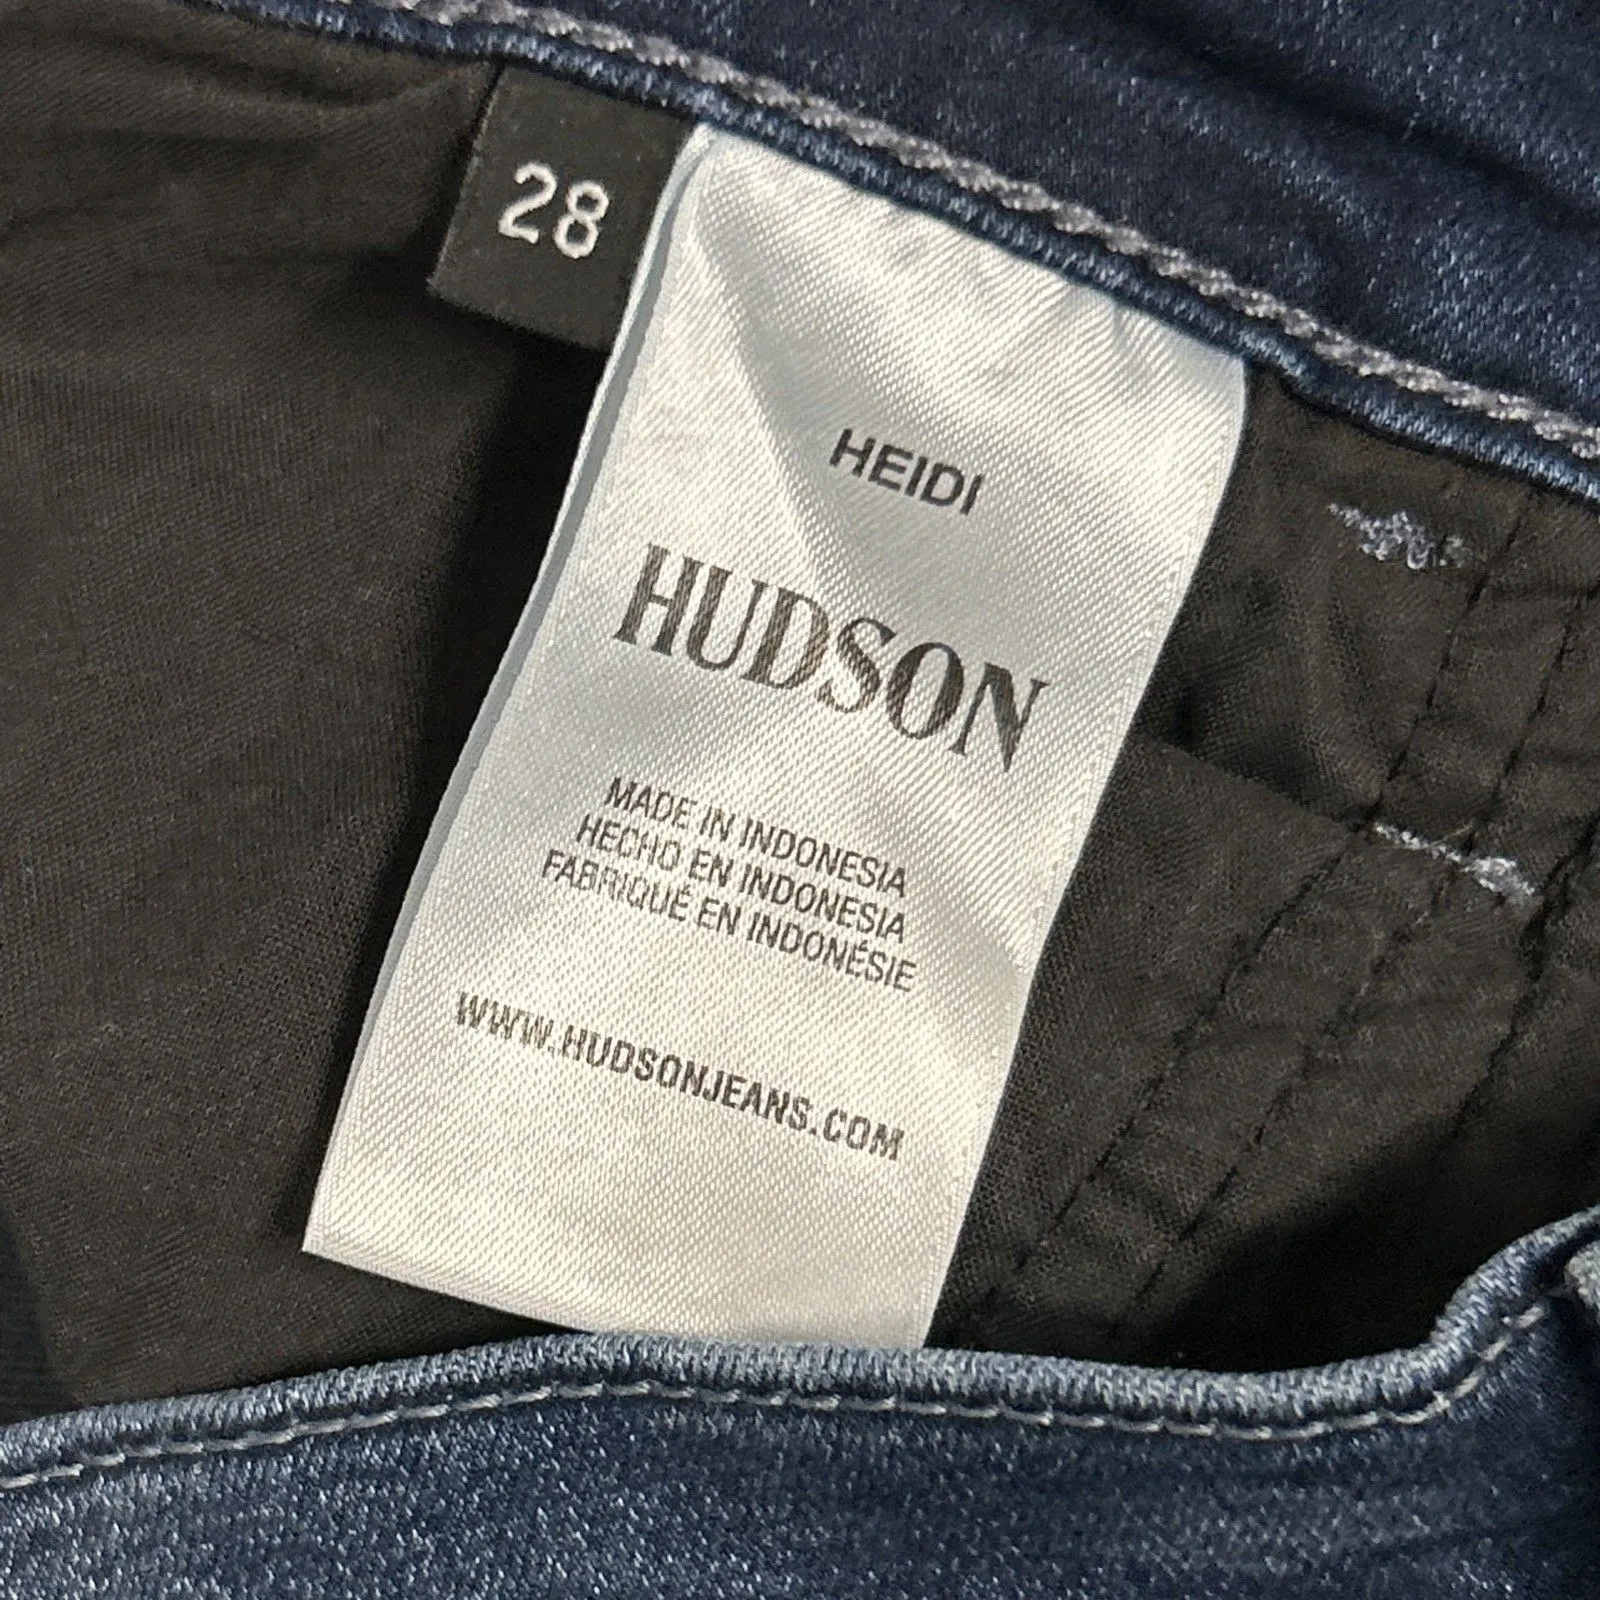 28
HEIDI
HUDSON
MADE IN INDONESIA
HECHO EN INDONESIA
FABRIQUÉ EN INDONÉSIE
WWW.HUDSONJEANS.COM